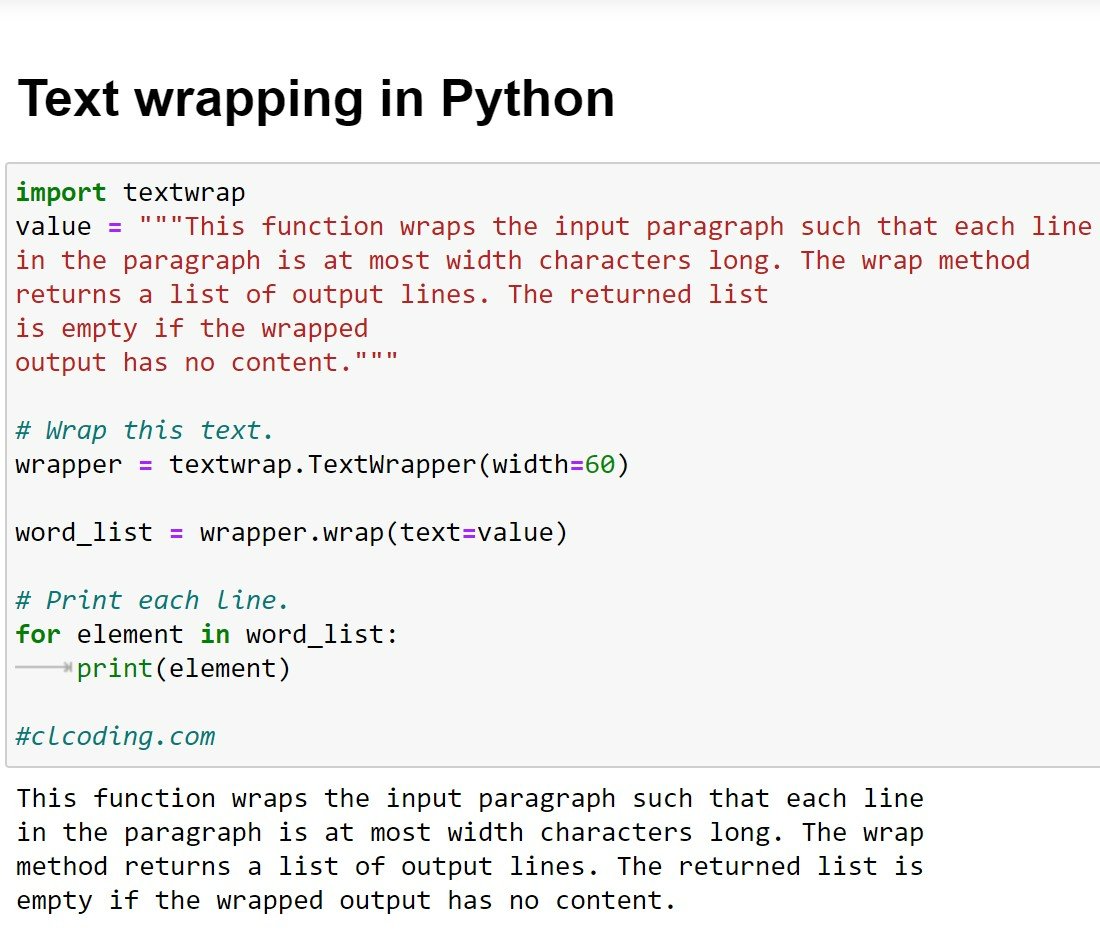 Text wrapping in Python
import textwrap
value = """This function wraps the input paragraph such that each line
in the paragraph is at most width characters long. The wrap method
returns a list of output lines. The returned list
is empty if the wrapped
output has no content."""
# Wrap this text.
wrapper = textwrap.TextWrapper(width=60)
word_list = wrapper.wrap(text=value)
# Print each line.
for element in word_list:
print(element)
#clcoding.com
This function wraps the input paragraph such that each line
in the paragraph is at most width characters long. The wrap
method returns a list of output lines. The returned list is
empty if the wrapped output has no content.